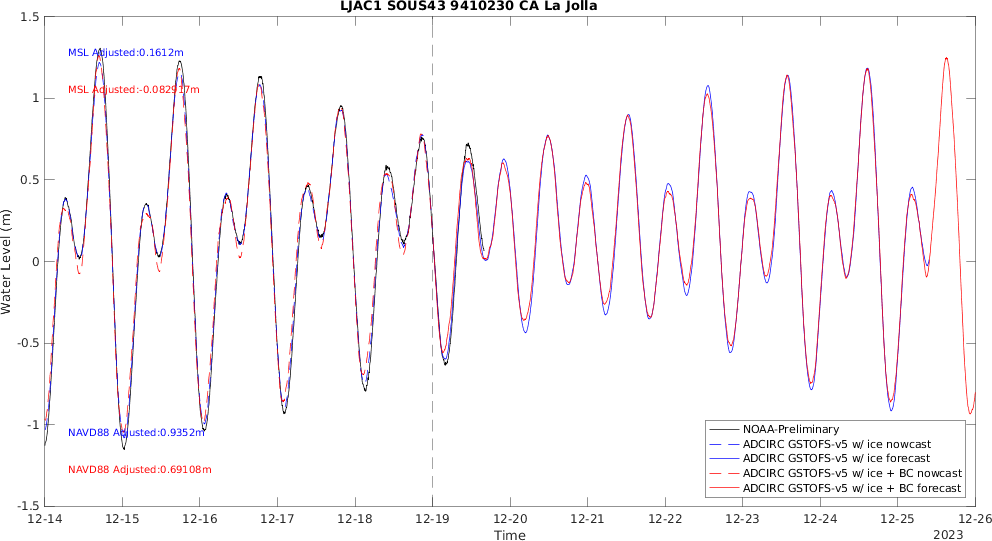 LJAC1 SOUS43 9410230 CA La Jolla
MSL Adjusted:0.1612m
MSL Adjusted:-0.082917m
NAVD88 Adjusted:0.9352m
NAVD88 Adjusted:0.69108m
Water Level (m)
1.5
1
0.5
0
-0.5
-1
-1.5
NOAA-Preliminary
ADCIRC GSTOFS-v5 w/ ice nowcast
ADCIRC GSTOFS-v5 w/ ice forecast
ADCIRC GSTOFS-v5 w/ ice + BC nowcast
ADCIRC GSTOFS-v5 w/ ice + BC forecast
12-14 12-15 12-16 12-17 12-18 12-19 12-20 12-21 12-22 12-23 12-24 12-25 12-26
Time
2023